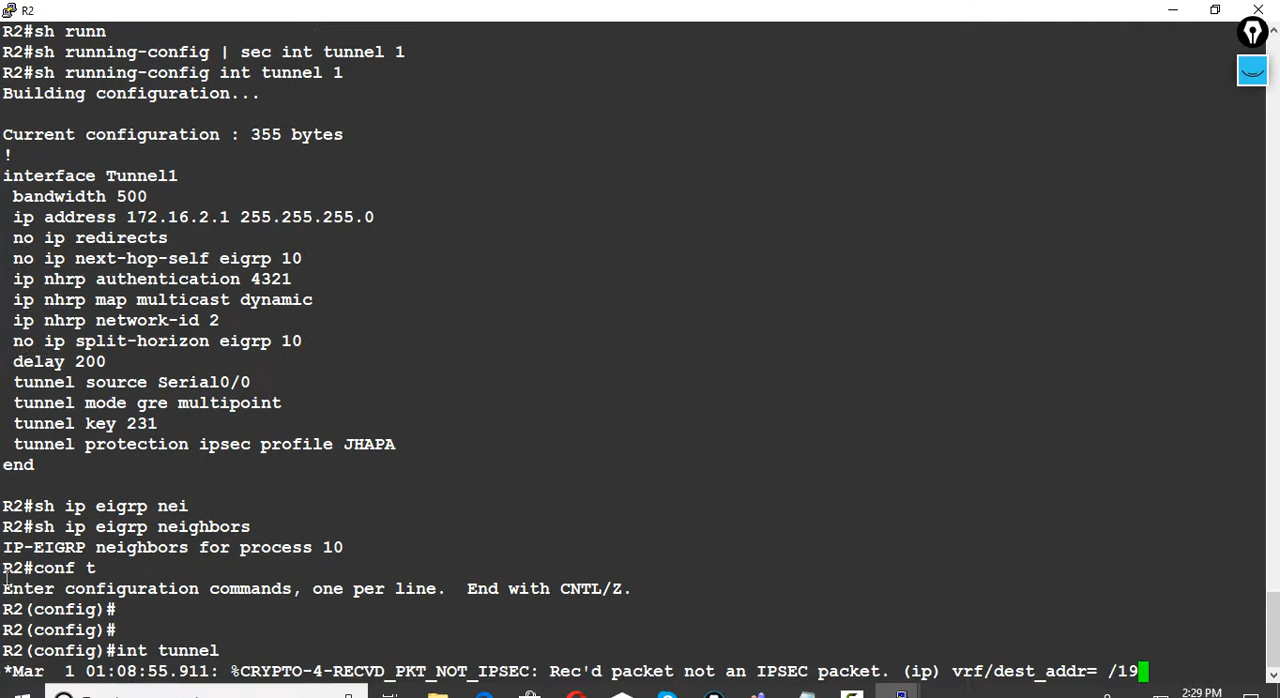 R2
R2#sh runn
R2#sh running-config | sec int tunnel 1
R2#sh running-config int tunnel 1
Building configuration...
Current configuration : 355 bytes
!
interface Tunnel1
bandwidth 500
ip address 172.16.2.1 255.255.255.0
no ip redirects
no ip next-hop-self eigrp 10
ip nhrp authentication 4321
ip nhrp map multicast dynamic
ip nhrp network-id 2
no ip split-horizon eigrp 10
delay 200
tunnel source Serial0/0
tunnel mode gre multipoint
tunnel key 231
tunnel protection ipsec profile JHAPA
end
R2#sh ip eigrp nei
R2#sh ip eigrp neighbors
IP-EIGRP neighbors for process 10
R2#conf t
Enter configuration commands, one per line.  End with CNTL/Z.
R2(config)#
R2(config)#
R2(config)#int tunnel
*Mar  1 01:08:55.911: %CRYPTO-4-RECVD_PKT_NOT_IPSEC: Rec'd packet not an IPSEC packet. (ip) vrf/dest_addr= /19
2:29 PM